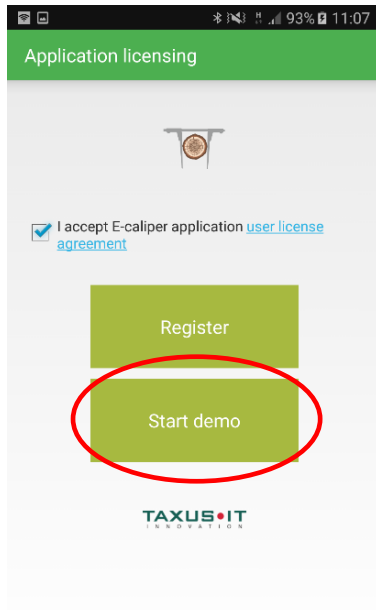 H 93% 11:07
Application licensing
I accept E-caliper application user license
agreement
Register
Start demo
TAXUS•IT
INNOVATION